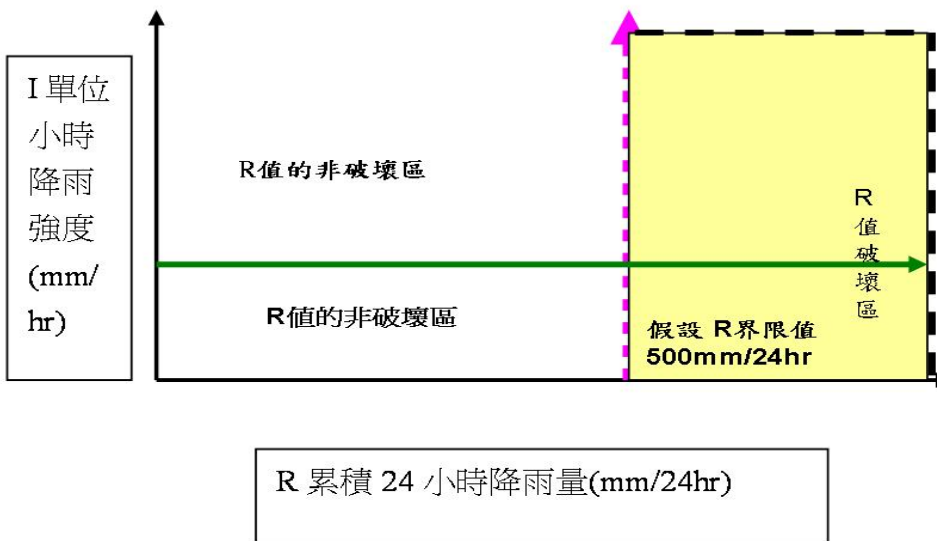 I 單位
小時
降雨
強度
(mm/
hr)
R值的非破壞區
R值的非破壞區
R
值
破
壞
區
假設 R界限值
500mm/24hr
R 累積 24 小時降雨量(mm/24hr)